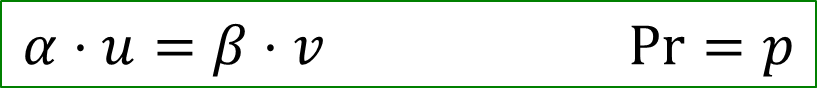 α · u = β · v Pr = p